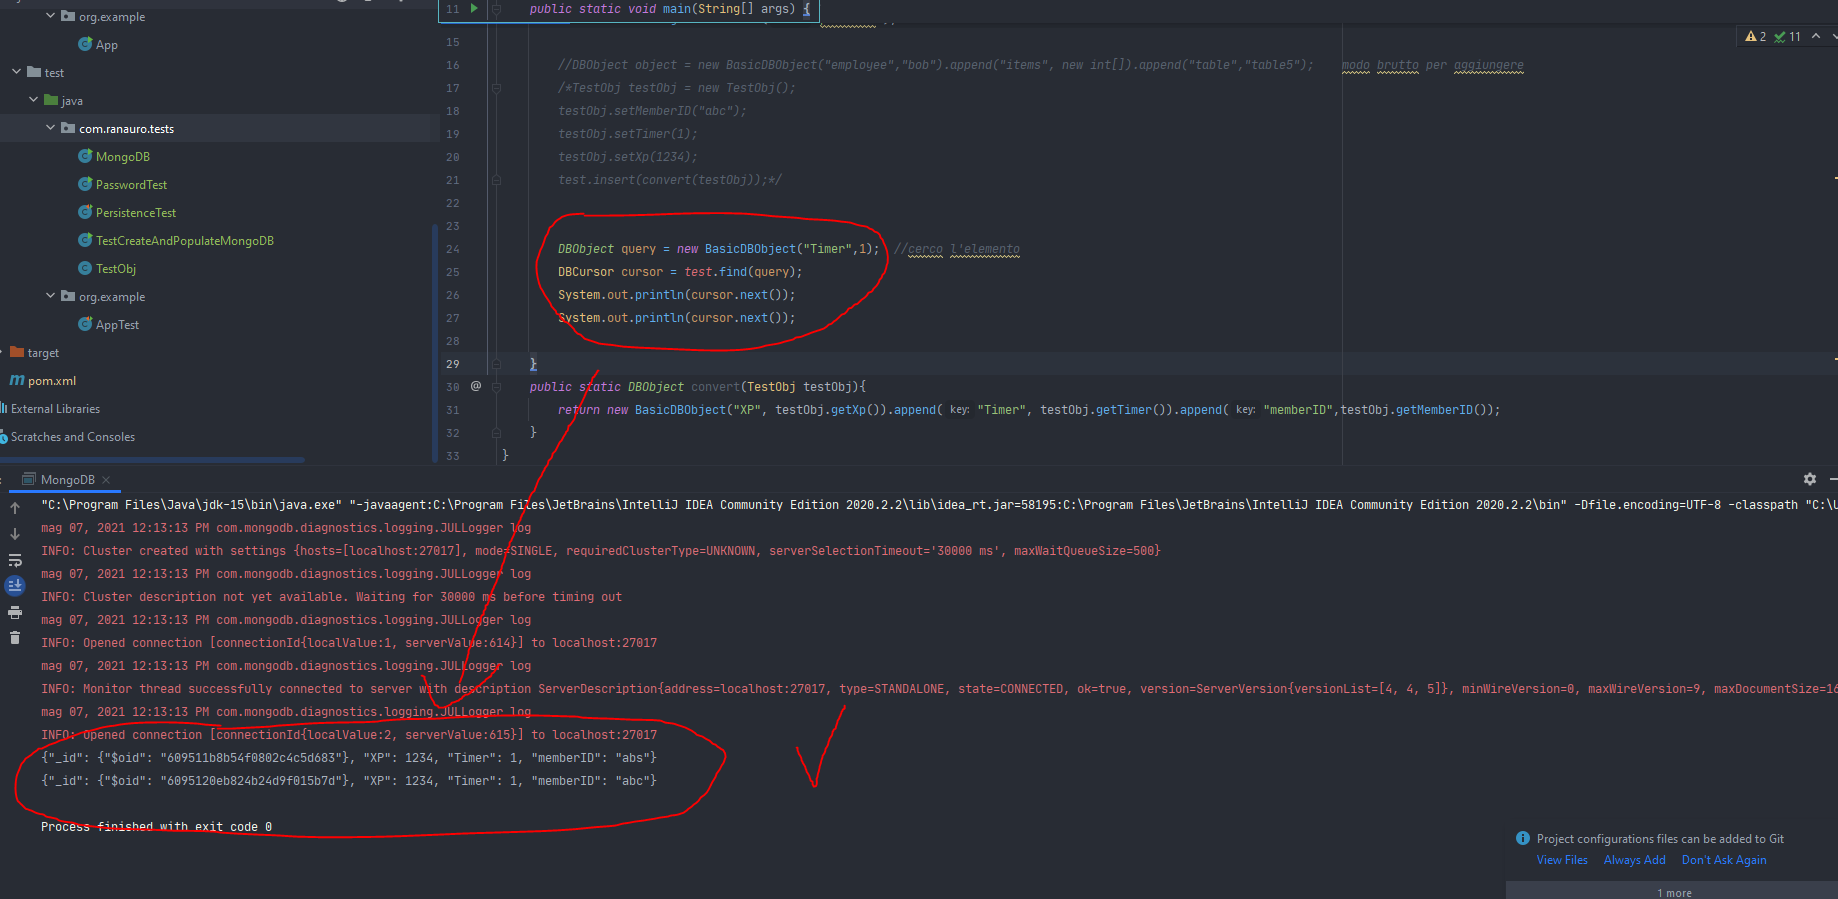 org.example
App
test
java
com.ranauro.tests
MongoDB
PasswordTest
PersistenceTest
TestCreateAndPopulateMongoDB
TestObj
org.example
AppTest
target
pom.xml
External Libraries
Scratches and Consoles
11 public static void main(String[] args) {
2 11
15
16 //DBObject object = new BasicDBObject("employee","bob").append("items", new int[]).append("table","table5"); modo brutto per aggiungere
17 /*TestObj testObj = new TestObj();
18 testObj.setMemberID("abc");
19 testObj.setTimer(1);
20 testObj.setXp(1234);
21 test.insert(convert(testObj));*/
22
23
24 DBObject query = new BasicDBObject("Timer",1); //cerco l'elemento
25 DBCursor cursor = test.find(query);
26 System.out.println(cursor.next());
27 System.out.println(cursor.next());
28
29 }
30 @ public static DBObject convert(TestObj testObj){
31 return new BasicDBObject("XP", testObj.getXp()).append( key: "Timer", testObj.getTimer()).append( key: "memberID",testObj.getMemberID());
32 }
33 }
MongoDB
"C:\Program Files\Java\jdk-15\bin\java.exe" "-javaagent:C:\Program Files\JetBrains\IntelliJ IDEA Community Edition 2020.2.2\lib\idea_rt.jar=58195:C:\Program Files\JetBrains\IntelliJ IDEA Community Edition 2020.2.2\bin" -Dfile.encoding=UTF-8 -classpath "C:\U
mag 07, 2021 12:13:13 PM com.mongodb.diagnostics.logging.JULLogger log
INFO: Cluster created with settings {hosts=[localhost:27017], mode=SINGLE, requiredClusterType=UNKNOWN, serverSelectionTimeout='30000 ms', maxWaitQueueSize=500}
mag 07, 2021 12:13:13 PM com.mongodb.diagnostics.logging.JULLogger log
INFO: Cluster description not yet available. Waiting for 30000 ms before timing out
mag 07, 2021 12:13:13 PM com.mongodb.diagnostics.logging.JULLogger log
INFO: Opened connection [connectionId{localValue:1, serverValue:614}] to localhost:27017
mag 07, 2021 12:13:13 PM com.mongodb.diagnostics.logging.JULLogger log
INFO: Monitor thread successfully connected to server with description ServerDescription{address=localhost:27017, type=STANDALONE, state=CONNECTED, ok=true, version=ServerVersion{versionList=[4, 4, 5]}, minWireVersion=0, maxWireVersion=9, maxDocumentSize=16
mag 07, 2021 12:13:13 PM com.mongodb.diagnostics.logging.JULLogger log
INFO: Opened connection [connectionId{localValue:2, serverValue:615}] to localhost:27017
{"_id": {"$oid": "609511b8b54f0802c4c5d683"}, "XP": 1234, "Timer": 1, "memberID": "abs"}
{"_id": {"$oid": "6095120eb824b24d9f015b7d"}, "XP": 1234, "Timer": 1, "memberID": "abc"}
Process finished with exit code 0
Project configurations files can be added to Git
View Files Always Add Don't Ask Again
1 more